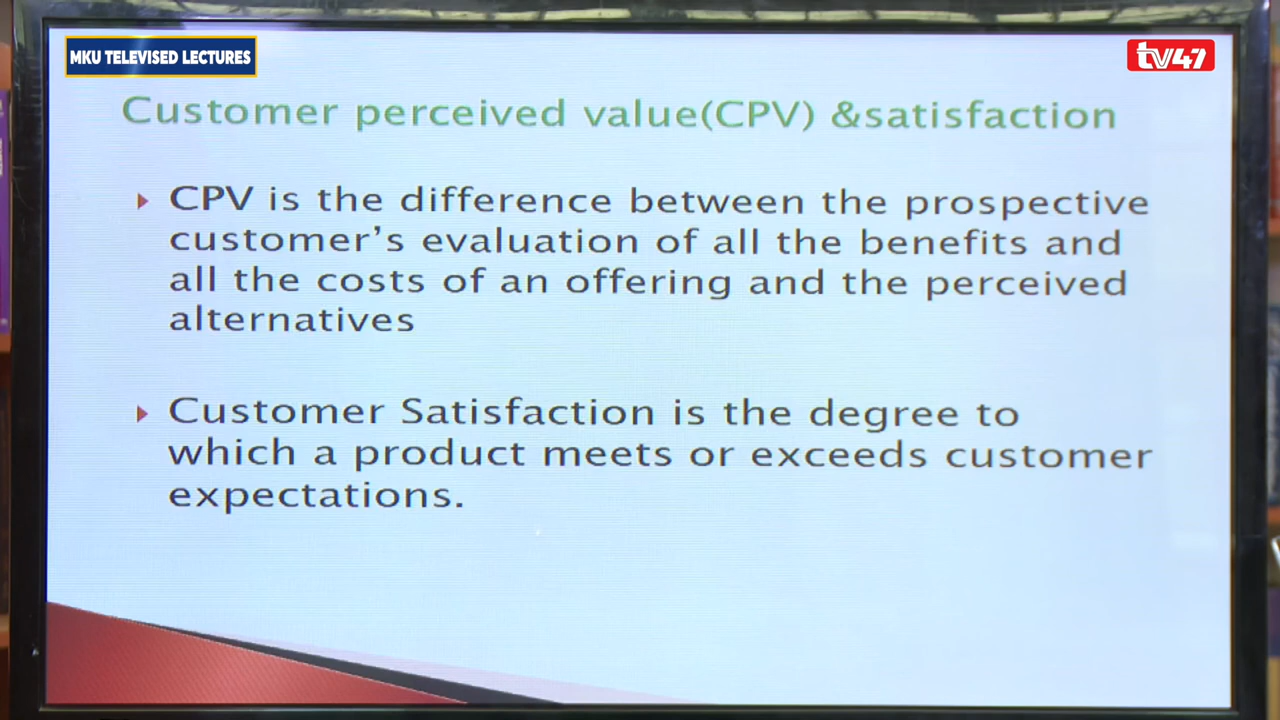 MKU TELEVISED LECTURES
tv47
Customer perceived value(CPV) &satisfaction
CPV is the difference between the prospective
customer’s evaluation of all the benefits and
all the costs of an offering and the perceived
alternatives
Customer Satisfaction is the degree to
which a product meets or exceeds customer
expectations.